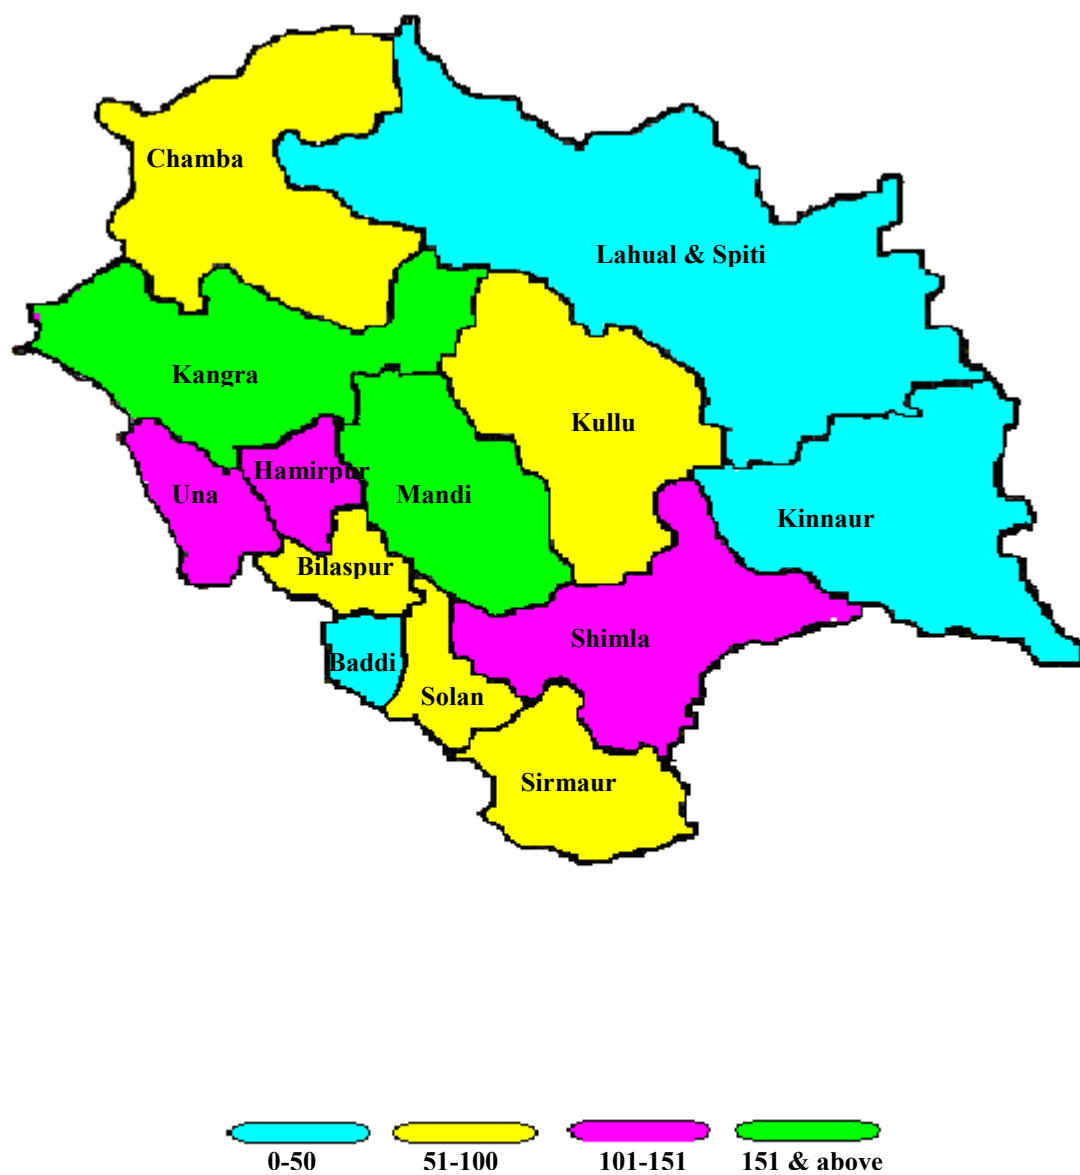 Chamba
Lahual & Spiti
Kangra
Kullu
Hamirpur
Una
Mandi
Kinnaur
Bilaspur
Shimla
Baddi
Solan
Sirmaur
0-50 51-100 101-151 151 & above